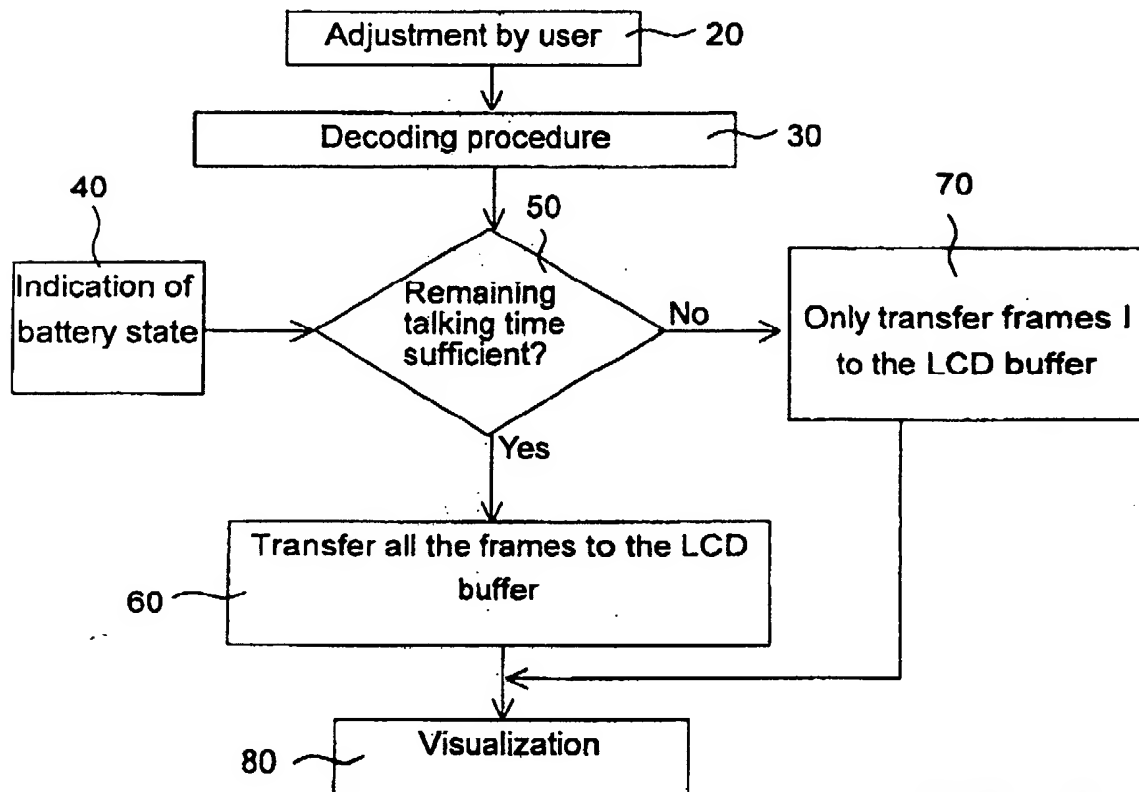 Adjustment by user
20
Decoding procedure
30
40
50
70
Indication of
battery state
Remaining
talking time
sufficient?
No
Only transfer frames I
to the LCD buffer
Yes
Transfer all the frames to the LCD
buffer
60
Visualization
80